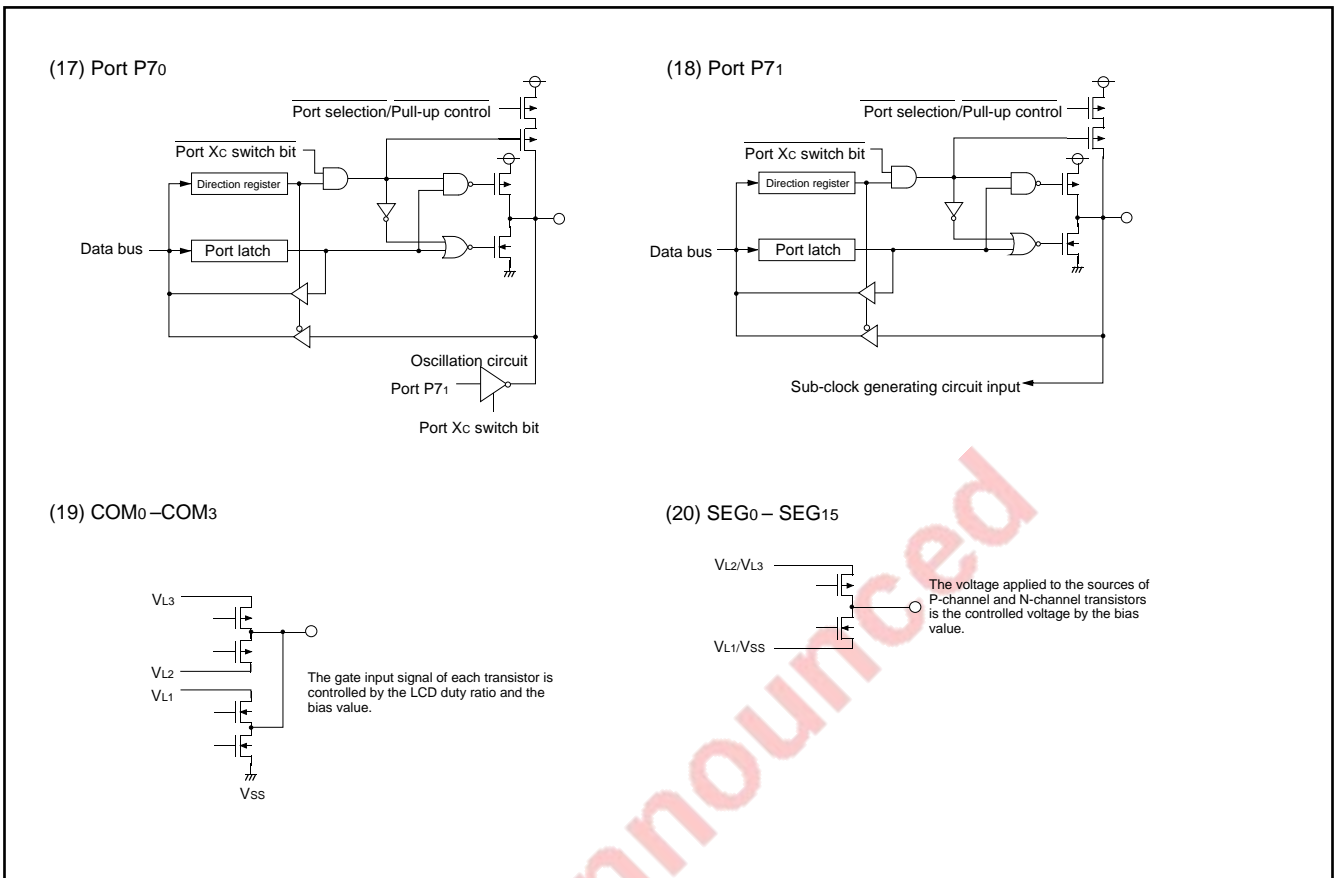 (17) Port P70
Port selection/Pull-up control
Port XC switch bit
Direction register
Data bus
Port latch
Oscillation circuit
Port P71
Port XC switch bit
(18) Port P71
Port selection/Pull-up control
Port XC switch bit
Direction register
Data bus
Port latch
Sub-clock generating circuit input
(19) COM0–COM3
VL3
VL2
VL1
VSS
The gate input signal of each transistor is
controlled by the LCD duty ratio and the
bias value.
(20) SEG0 – SEG15
VL2/VL3
VL1/VSS
The voltage applied to the sources of
P-channel and N-channel transistors
is the controlled voltage by the bias
value.